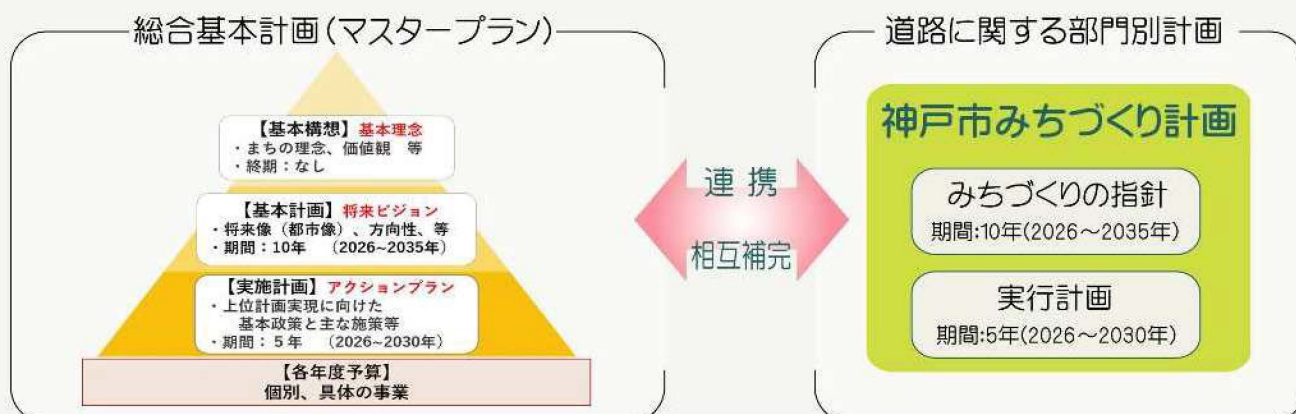 総合基本計画(マスタープラン)
【基本構想】基本理念
・まちの理念、価値観　等
・終期：なし
【基本計画】将来ビジョン
・将来像（都市像）、方向性、等
・期間：10年　（2026~2035年）
【実施計画】アクションプラン
・上位計画実現に向けた
基本政策と主な施策等
・期間：５年　（2026~2030年）
【各年度予算】
個別、具体の事業
連 携
相互補完
道路に関する部門別計画
神戸市みちづくり計画
みちづくりの指針
期間:10年(2026～2035年)
実行計画
期間:5年(2026～2030年)